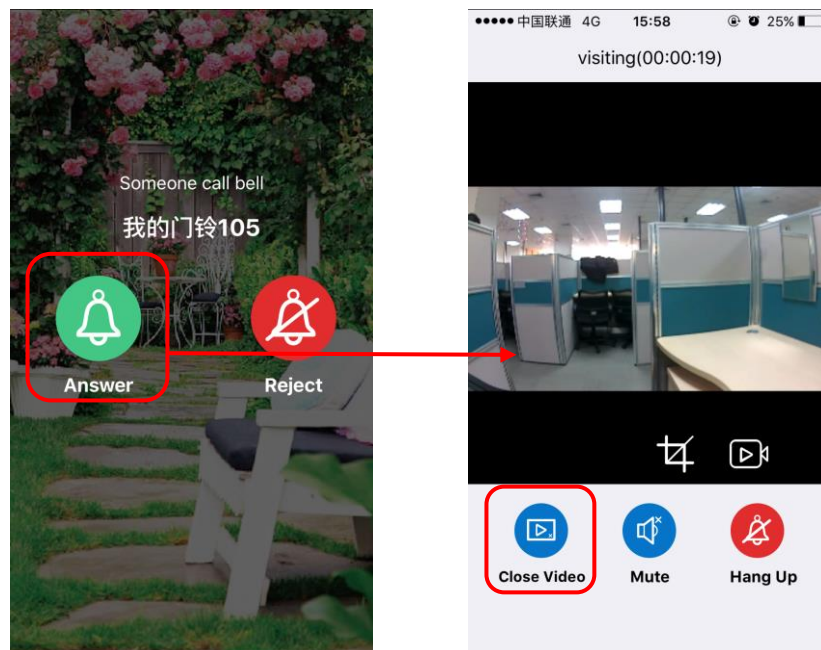 Someone call bell
我的门铃105
Answer
Reject
中国联通 4G 15:58 25%
visiting(00:00:19)
Close Video
Mute
Hang Up